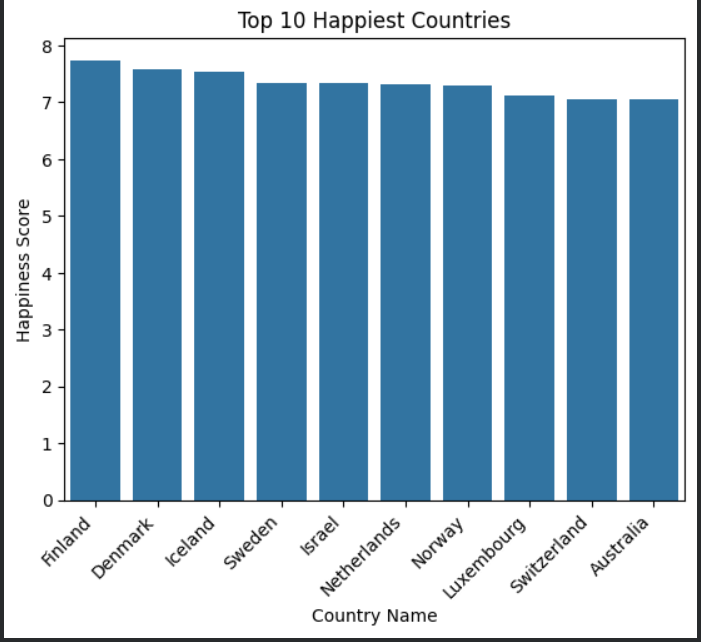 Top 10 Happiest Countries
Happiness Score
8
7
6
5
4
3
2
1
0
Finland
Denmark
Iceland
Sweden
Israel
Netherlands
Norway
Luxembourg
Switzerland
Australia
Country Name